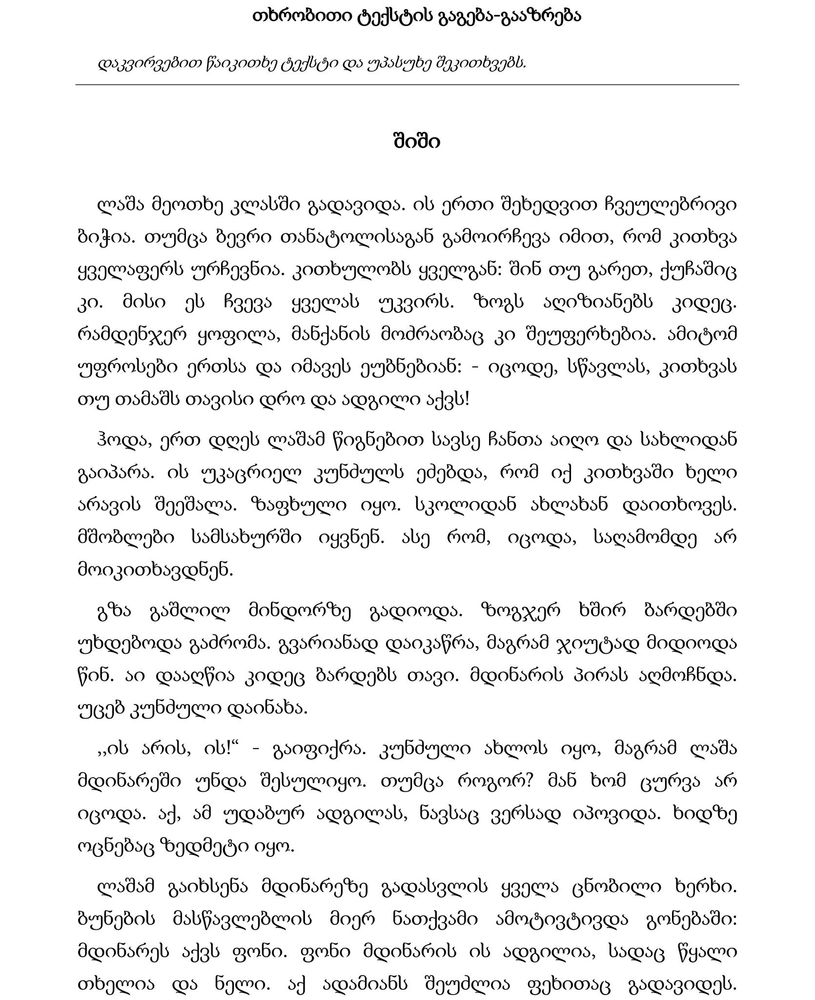 თხრობითი ტექსტის გაგება-გააზრება
დაკვირვებით წაიკითხე ტექსტი და უპასუხე შეკითხვებს.
შიში
ლაშა მეოთხე კლასში გადავიდა. ის ერთი შეხედვით ჩვეულებრივი
ბიჭია. თუმცა ბევრი თანატოლისაგან გამოირჩევა იმით, რომ კითხვა
ყველაფერს ურჩევნია. კითხულობს ყველგან: შინ თუ გარეთ, ქუჩაშიც
კი. მისი ეს ჩვევა ყველას უკვირს. ზოგს აღიზიანებს კიდეც.
რამდენჯერ ყოფილა, მანქანის მოძრაობაც კი შეუფერხებია. ამიტომ
უფროსები ერთსა და იმავეს ეუბნებიან: - იცოდე, სწავლას, კითხვას
თუ თამაშს თავისი დრო და ადგილი აქვს!
ჰოდა, ერთ დღეს ლაშამ წიგნებით სავსე ჩანთა აიღო და სახლიდან
გაიპარა. ის უკაცრიელ კუნძულს ეძებდა, რომ იქ კითხვაში ხელი
არავის შეეშალა. ზაფხული იყო. სკოლიდან ახლახან დაითხოვეს.
მშობლები სამსახურში იყვნენ. ასე რომ, იცოდა, საღამომდე არ
მოიკითხავდნენ.
გზა გაშლილ მინდორზე გადიოდა. ზოგჯერ ხშირ ბარდებში
უხდებოდა გაძრომა. გვარიანად დაიკაწრა, მაგრამ ჯიუტად მიდიოდა
წინ. აი დააღწია კიდეც ბარდებს თავი. მდინარის პირას აღმოჩნდა.
უცებ კუნძული დაინახა.
,,ის არის, ის!“ - გაიფიქრა. კუნძული ახლოს იყო, მაგრამ ლაშა
მდინარეში უნდა შესულიყო. თუმცა როგორ? მან ხომ ცურვა არ
იცოდა. აქ, ამ უდაბურ ადგილას, ნავსაც ვერსად იპოვიდა. ხიდზე
ოცნებაც ზედმეტი იყო.
ლაშამ გაიხსენა მდინარეზე გადასვლის ყველა ცნობილი ხერხი.
ბუნების მასწავლებლის მიერ ნათქვამი ამოტივტივდა გონებაში:
მდინარეს აქვს ფონი. ფონი მდინარის ის ადგილია, სადაც წყალი
თხელია და ნელი. აქ ადამიანს შეუძლია ფეხითაც გადავიდეს.